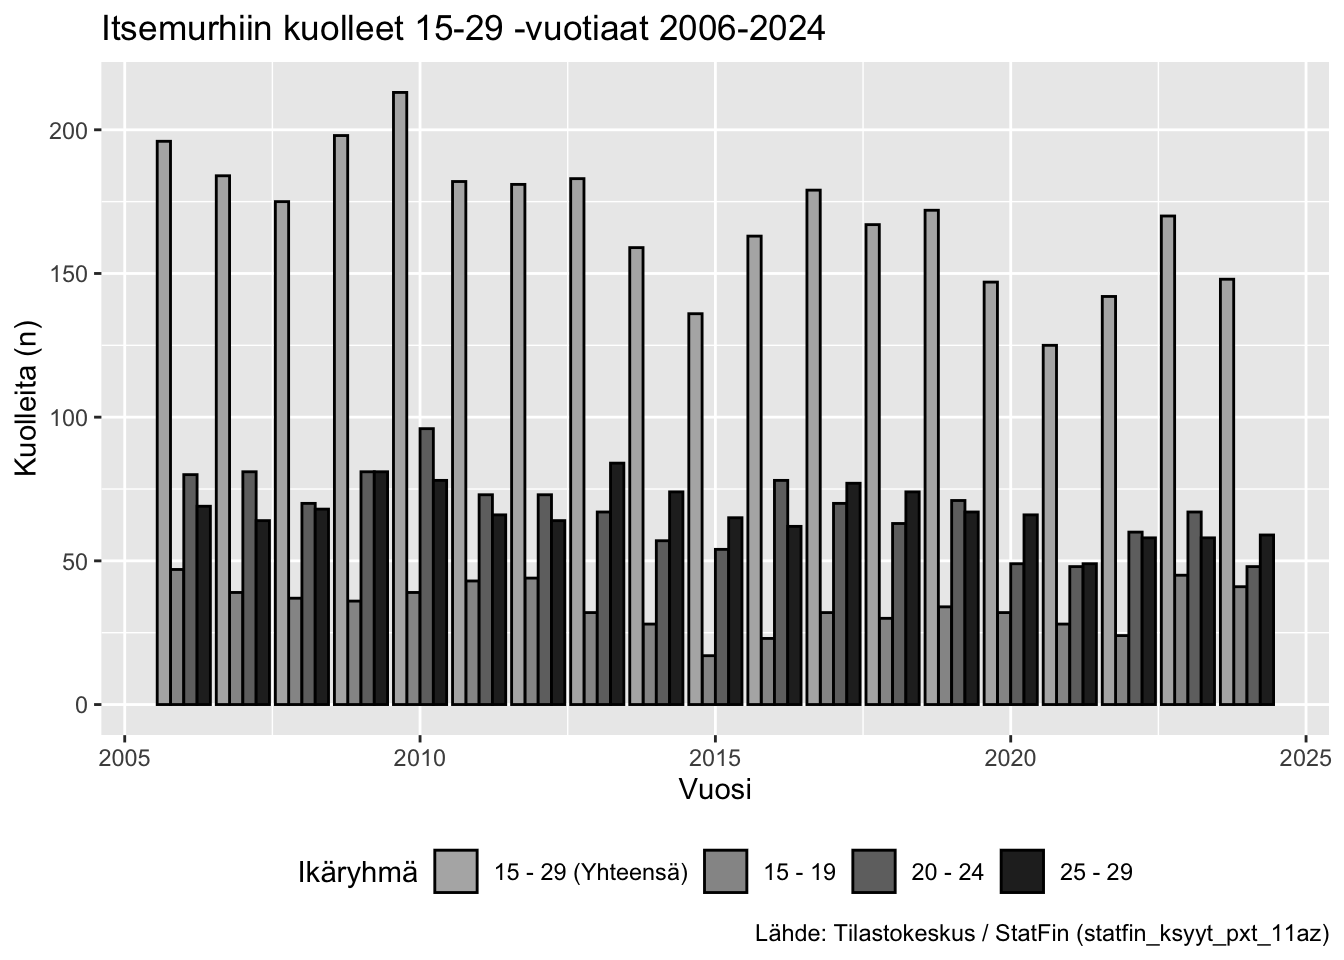 Itsemurhiin kuolleet 15-29 -vuotiaat 2006-2024
Kuolleita (n)
200
150
100
50
0
2005 2010 2015 2020 2025
Vuosi
Ikäryhmä 15 - 29 (Yhteensä) 15 - 19 20 - 24 25 - 29
Lähde: Tilastokeskus / StatFin (statfin_ksyyt_pxt_11az)